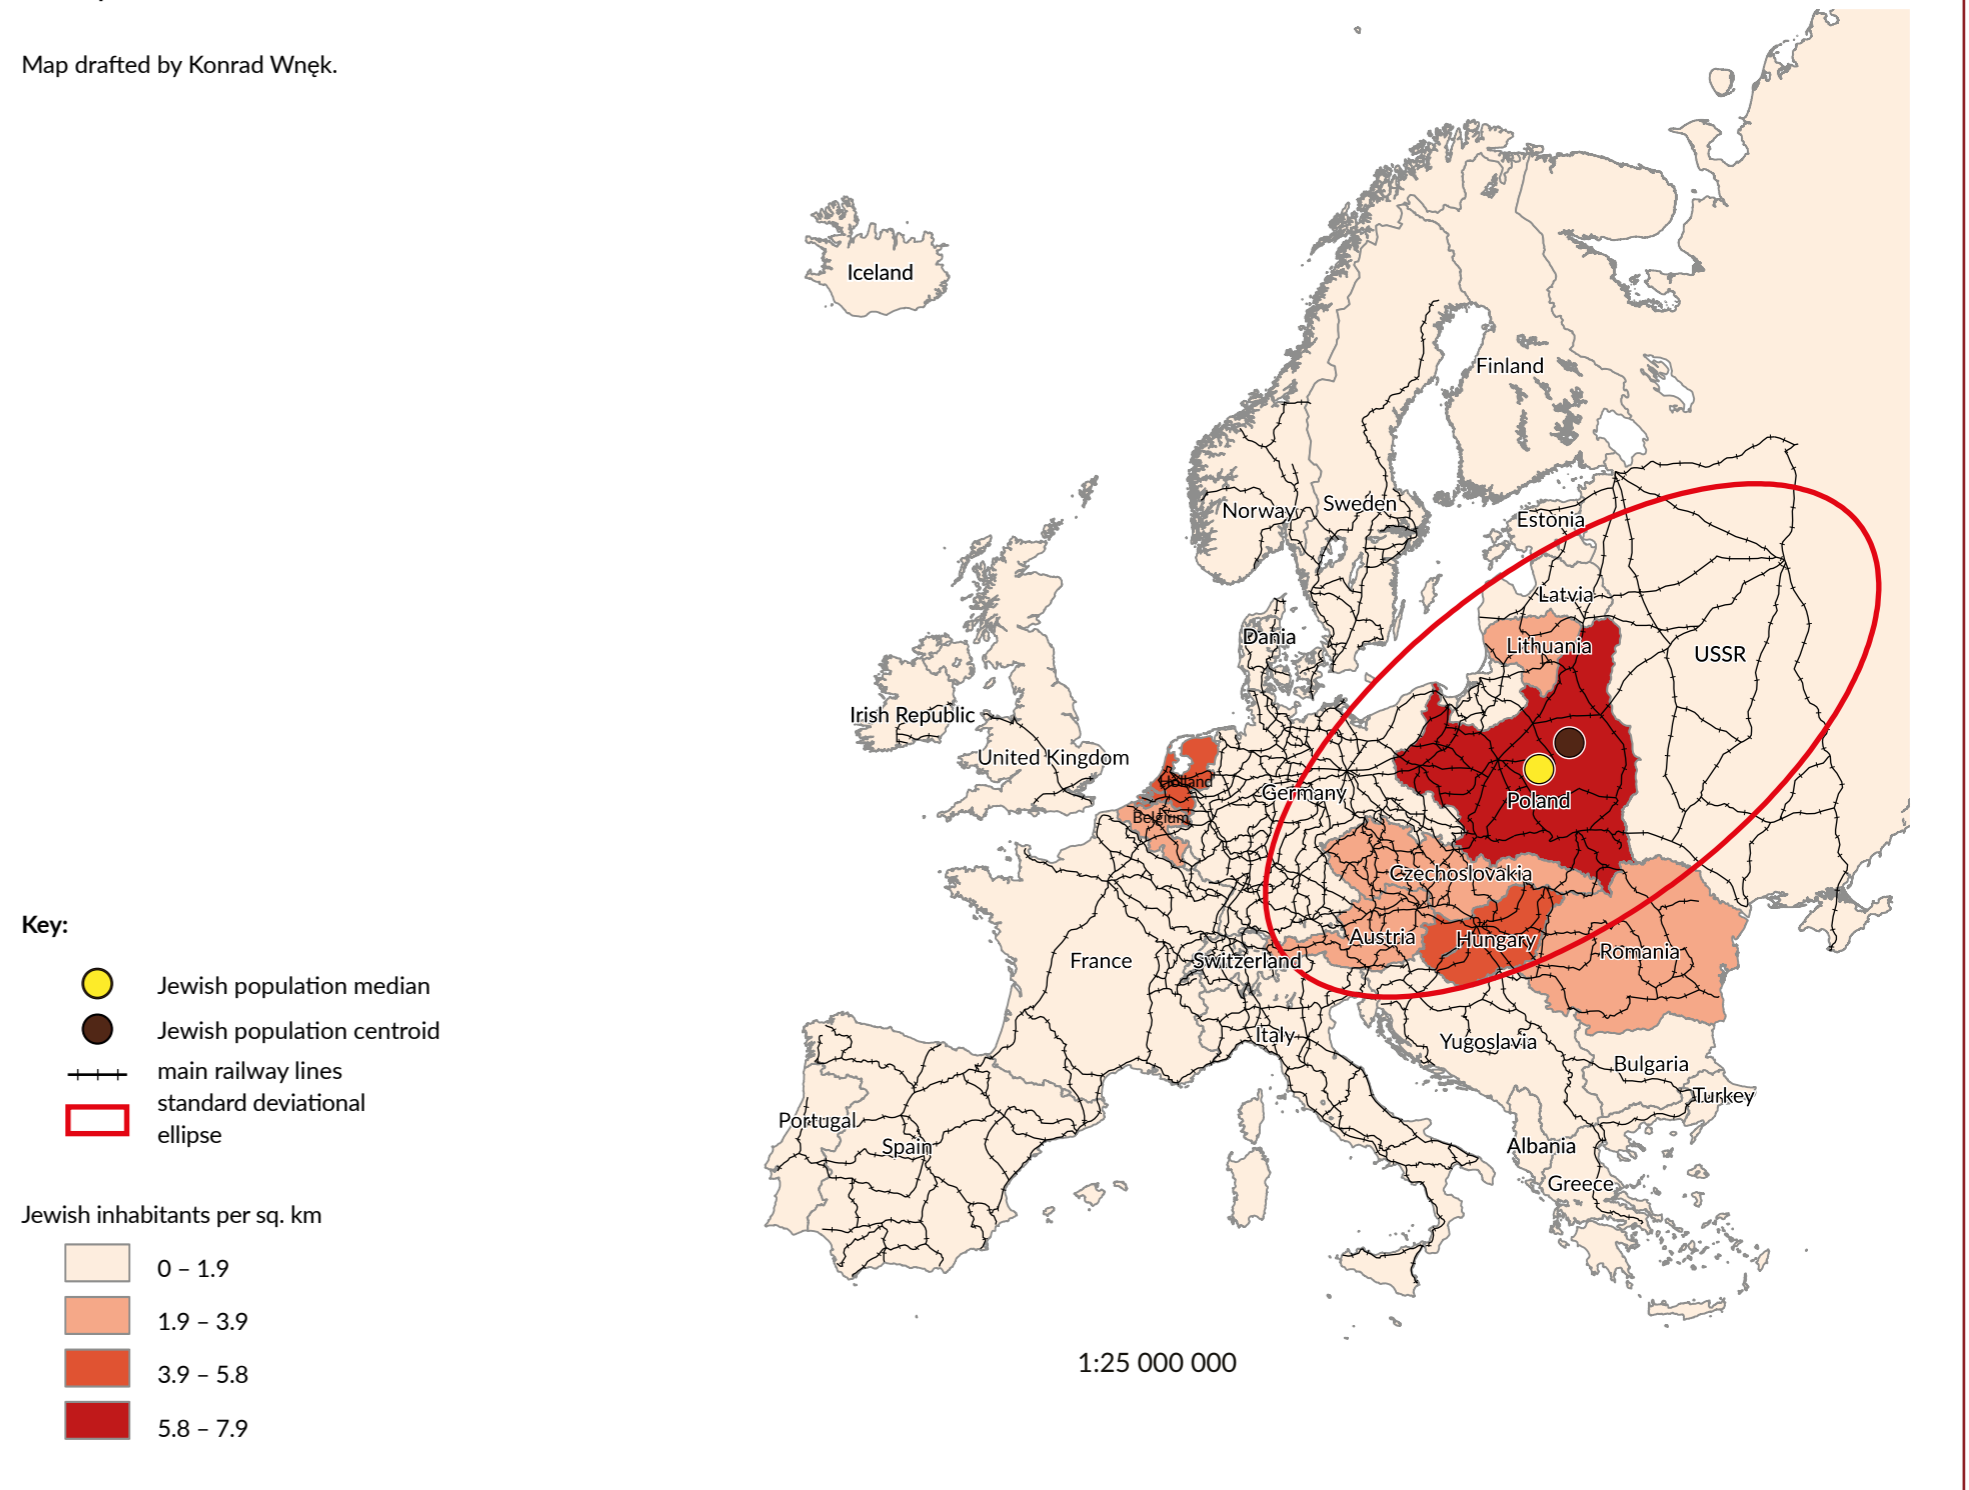 Map drafted by Konrad Wnęk.
Iceland
Finland
Norway
Sweden
Estonia
Latvia
Dania
Lithuania
USSR
Irish Republic
United Kingdom
Holland
Germany
Poland
Belgium
Czechoslovakia
Austria
Hungary
Romania
France
Switzerland
Italy
Yugoslavia
Bulgaria
Turkey
Portugal
Spain
Albania
Greece
Key:
Jewish population median
Jewish population centroid
main railway lines
standard deviational
ellipse
Jewish inhabitants per sq. km
0 – 1.9
1.9 – 3.9
3.9 – 5.8
5.8 – 7.9
1:25 000 000